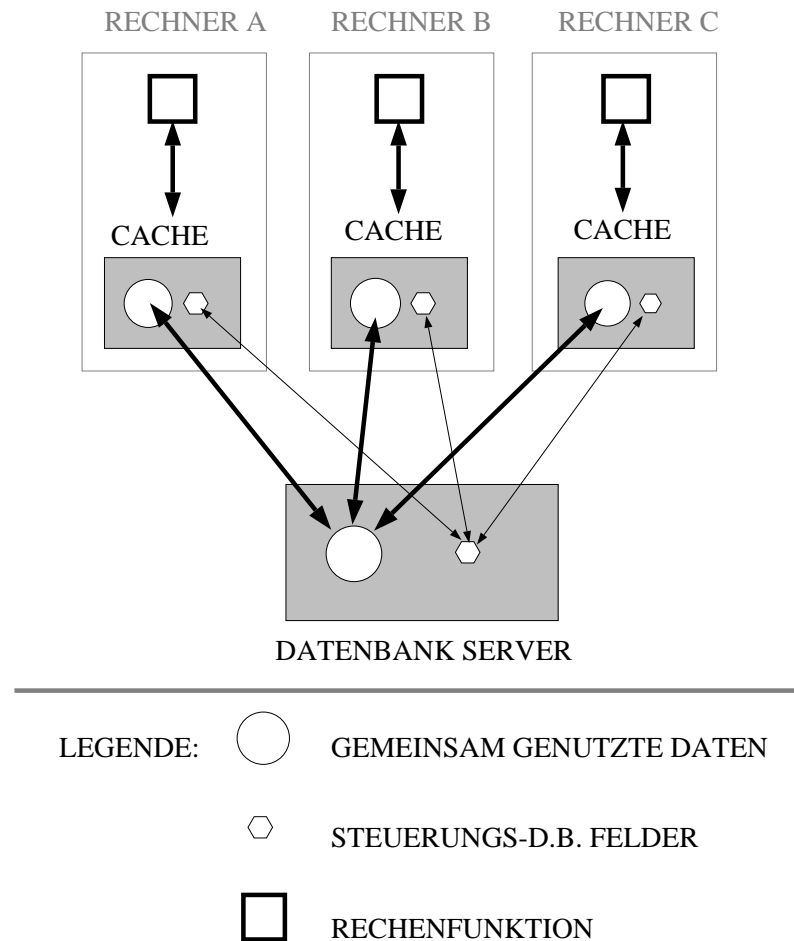 RECHNER A
RECHNER B
RECHNER C
CACHE
CACHE
CACHE
DATENBANK SERVER
LEGENDE:
GEMEINSAM GENUTZTE DATEN
STEUERUNGS-D.B. FELDER
RECHENFUNKTION